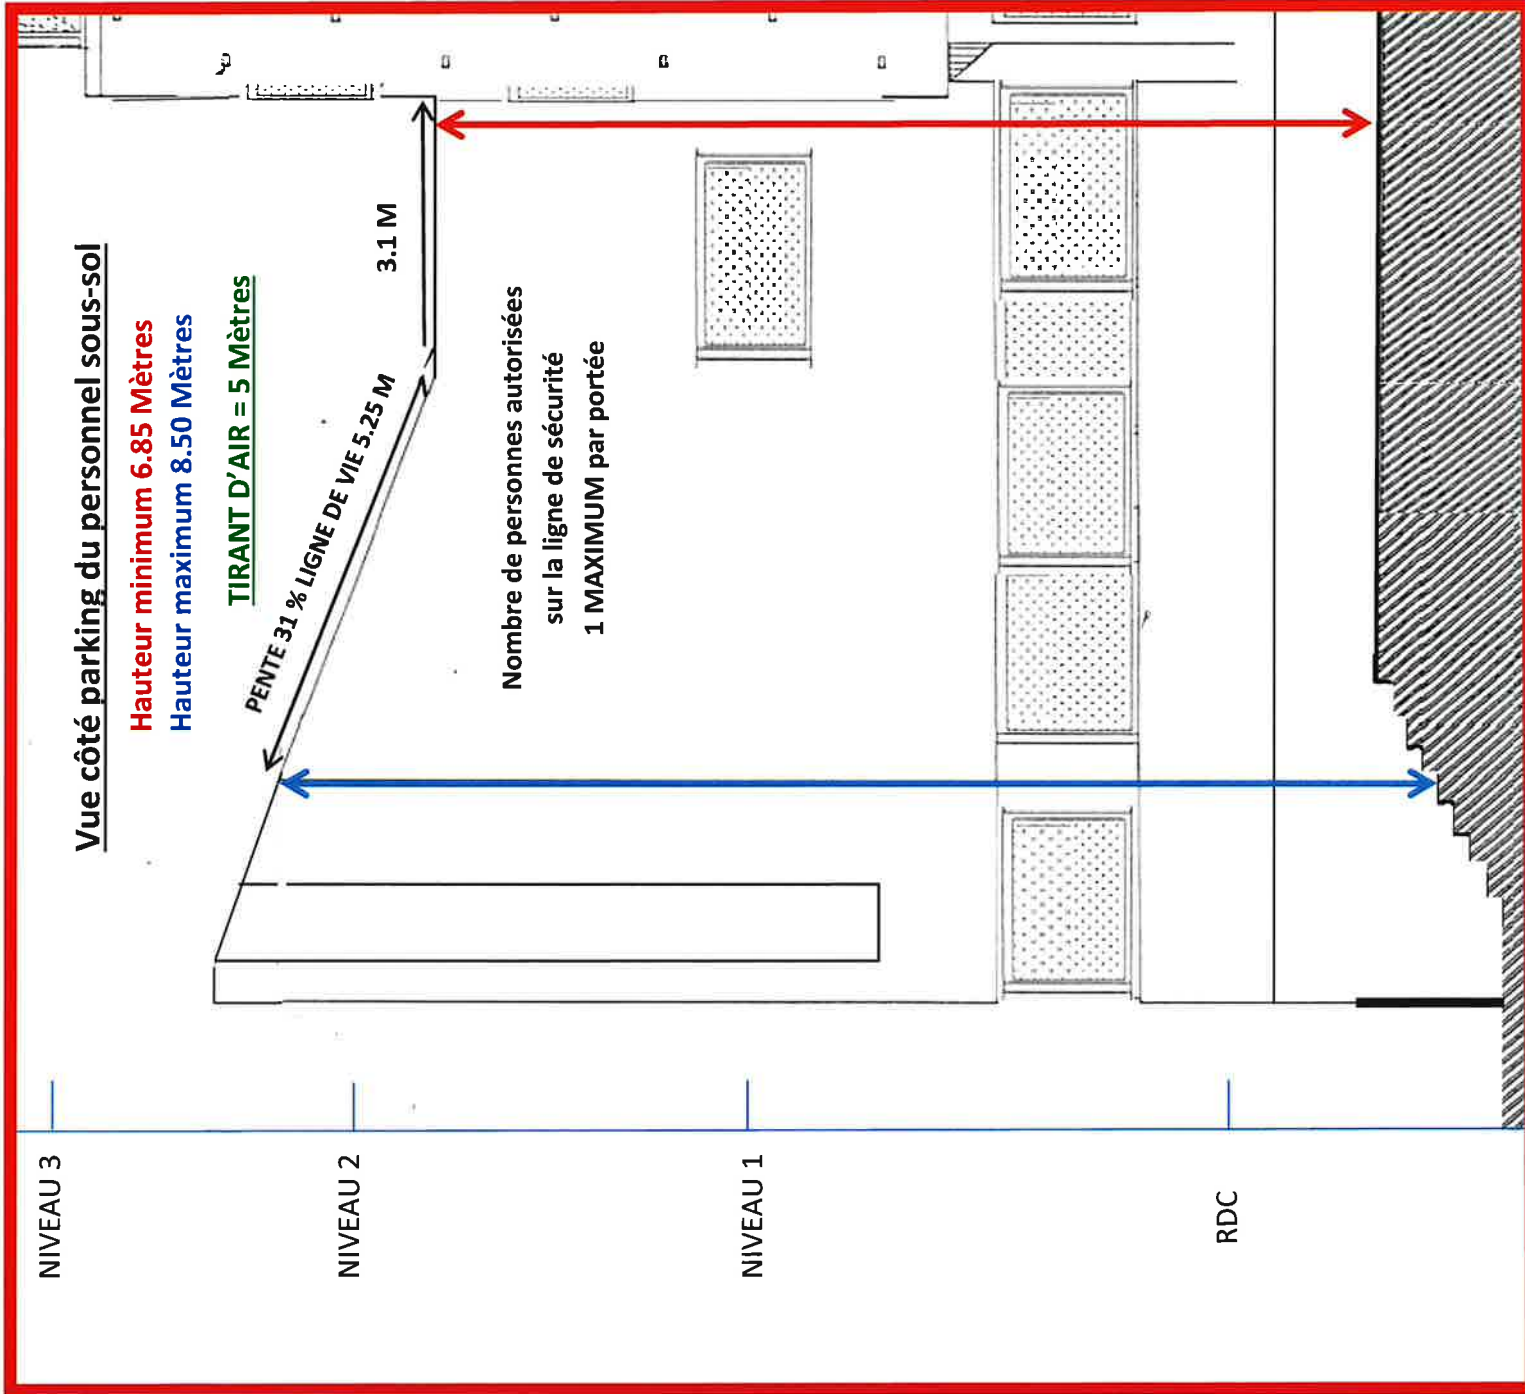 Vue côté parking du personnel sous-sol
Hauteur minimum 6.85 Mètres
Hauteur maximum 8.50 Mètres
TIRANT D'AIR = 5 Mètres
PENTE 31 % LIGNE DE VIE 5.25 M
3.1 M
Nombre de personnes autorisées
sur la ligne de sécurité
1 MAXIMUM par portée
NIVEAU 3
NIVEAU 2
NIVEAU 1
RDC